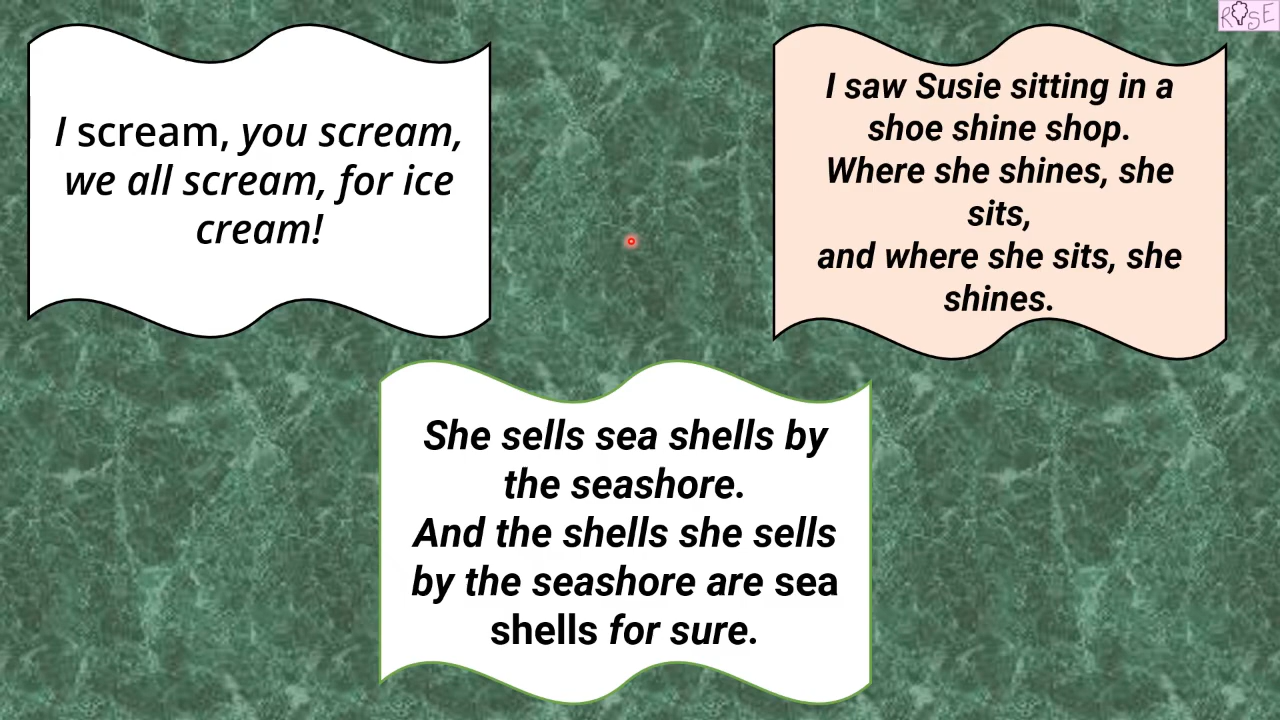 I scream, you scream,
we all scream, for ice
cream!
I saw Susie sitting in a
shoe shine shop.
Where she shines, she
sits,
and where she sits, she
shines.
She sells sea shells by
the seashore.
And the shells she sells
by the seashore are sea
shells for sure.
ROSE